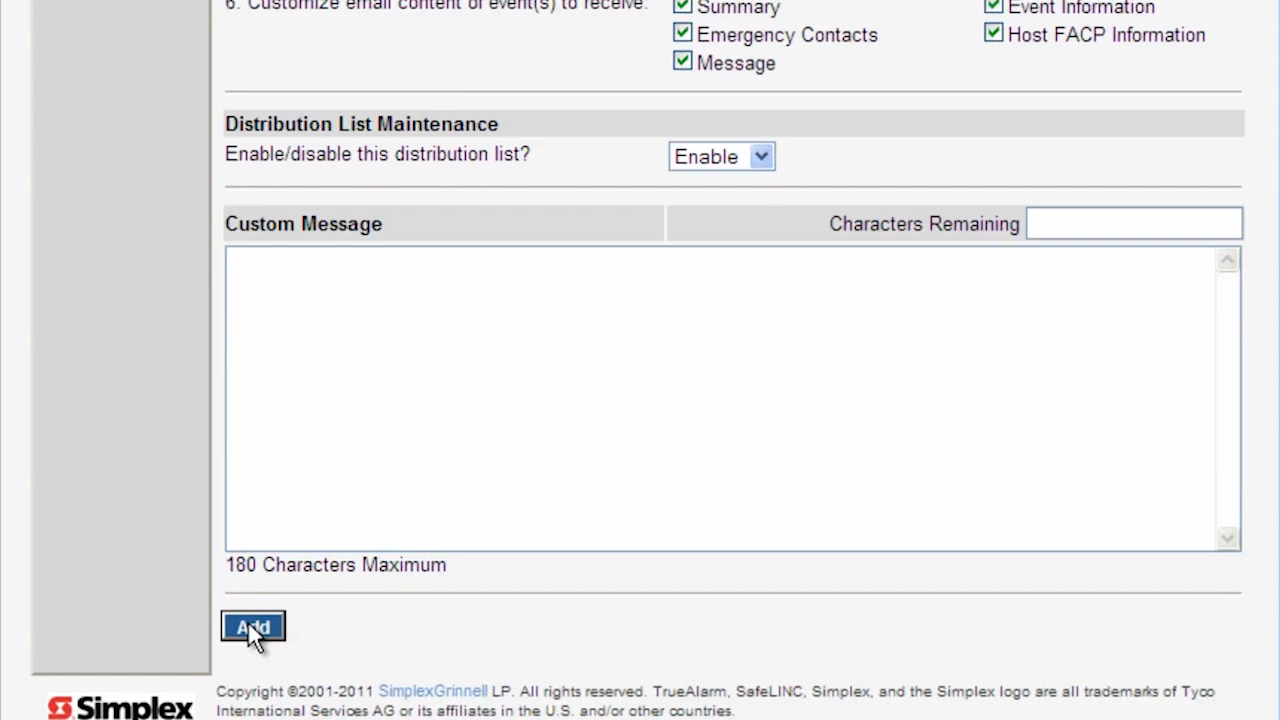 6. Customize email content of event(s) to receive:
Summary
Event Information
Emergency Contacts
Host FACP Information
Message
Distribution List Maintenance
Enable/disable this distribution list?
Enable
Custom Message
Characters Remaining
180 Characters Maximum
Add
Simplex
Copyright ©2001-2011 SimplexGrinnell LP. All rights reserved. TrueAlarm, SafeLINC, Simplex, and the Simplex logo are all trademarks of Tyco
International Services AG or its affiliates in the U.S. and/or other countries.